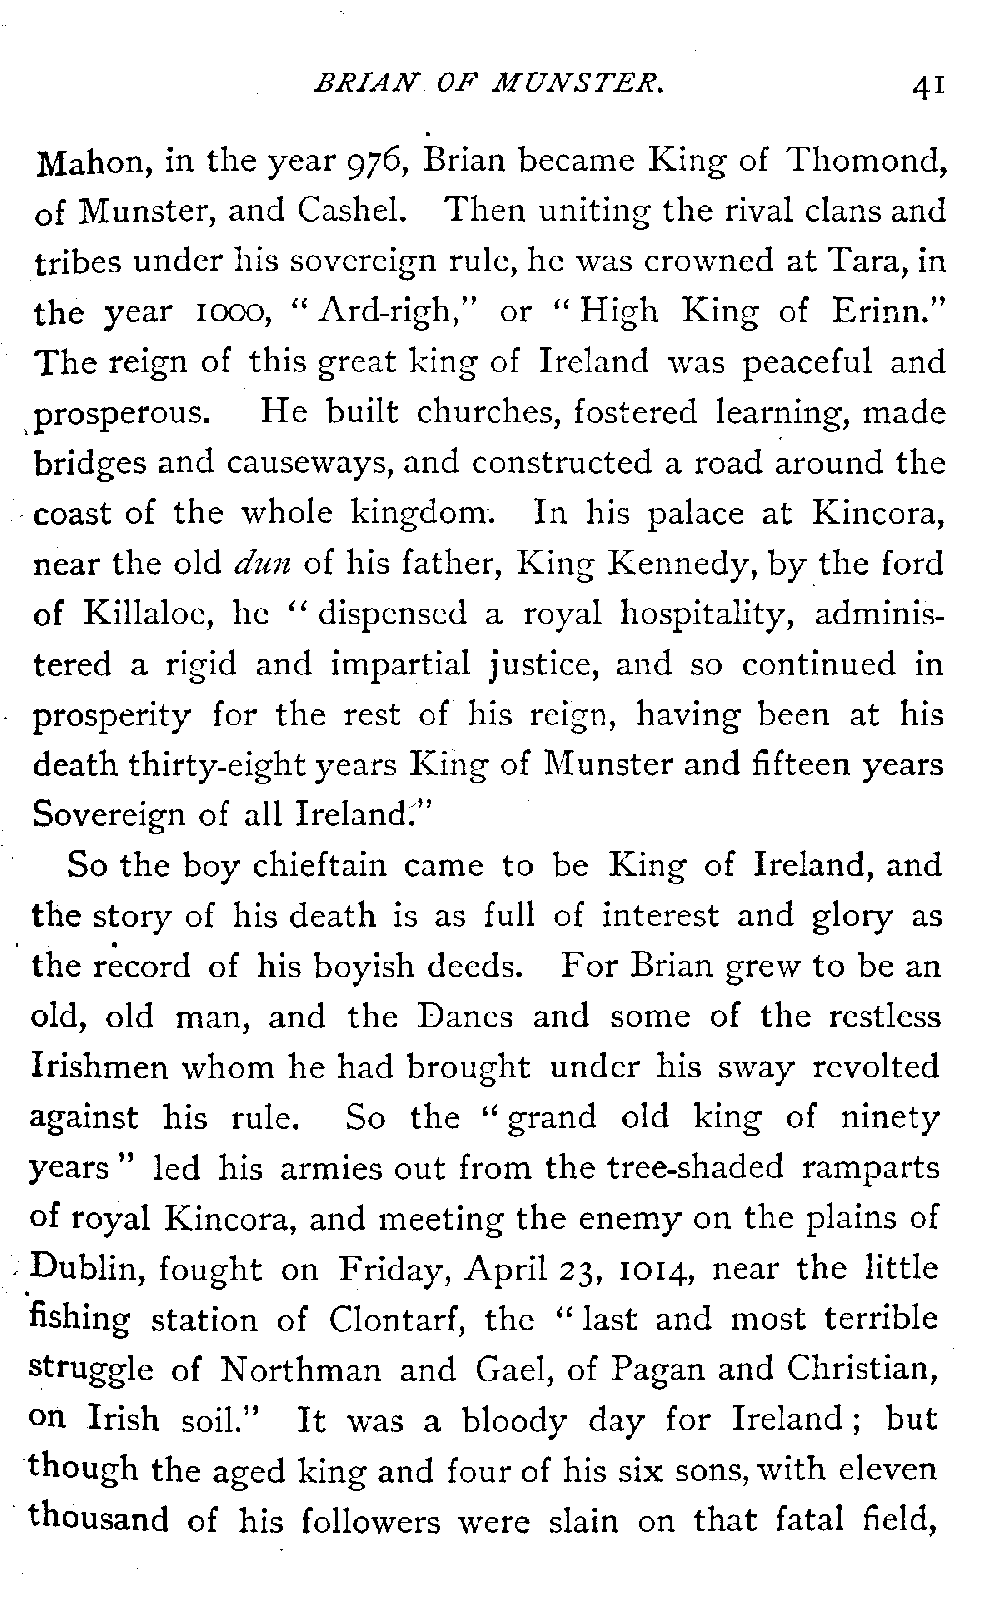 BRIAN OF MUNSTER. 41
Mahon, in the year 976, Brian became King of Thomond,
of Munster, and Cashel. Then uniting the rival clans and
tribes under his sovereign rule, he was crowned at Tara, in
the year 1000, “Ard-righ,” or “High King of Erinn.”
The reign of this great king of Ireland was peaceful and
prosperous. He built churches, fostered learning, made
bridges and causeways, and constructed a road around the
coast of the whole kingdom. In his palace at Kincora,
near the old dun of his father, King Kennedy, by the ford
of Killaloe, he “dispensed a royal hospitality, adminis-
tered a rigid and impartial justice, and so continued in
prosperity for the rest of his reign, having been at his
death thirty-eight years King of Munster and fifteen years
Sovereign of all Ireland.”
So the boy chieftain came to be King of Ireland, and
the story of his death is as full of interest and glory as
the record of his boyish deeds. For Brian grew to be an
old, old man, and the Danes and some of the restless
Irishmen whom he had brought under his sway revolted
against his rule. So the “grand old king of ninety
years” led his armies out from the tree-shaded ramparts
of royal Kincora, and meeting the enemy on the plains of
Dublin, fought on Friday, April 23, 1014, near the little
fishing station of Clontarf, the “last and most terrible
struggle of Northman and Gael, of Pagan and Christian,
on Irish soil.” It was a bloody day for Ireland; but
though the aged king and four of his six sons, with eleven
thousand of his followers were slain on that fatal field,